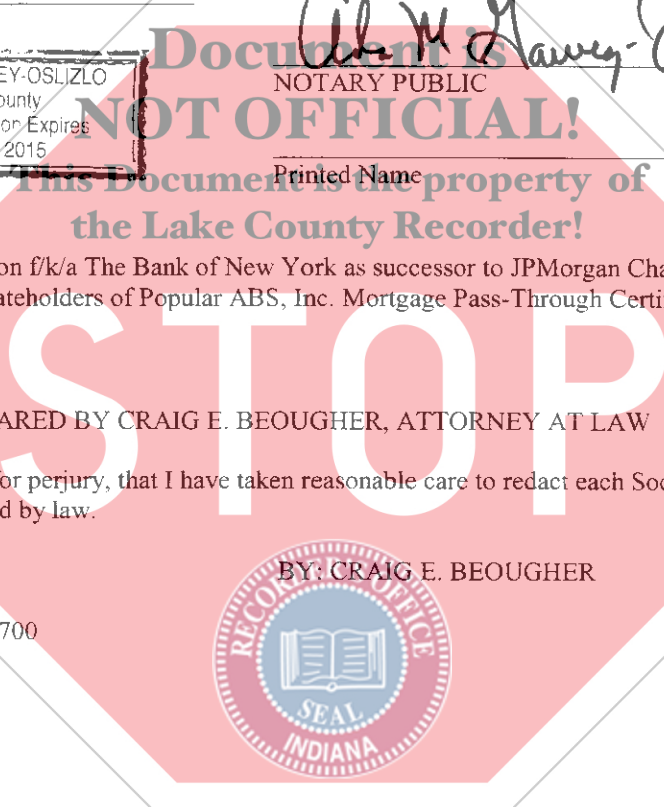 Document is
EY-OSLIZLO
NOTARY PUBLIC
ounty
on Expires
NOT OFFICIAL!
2015
Printed Name
This Document is the property of
the Lake County Recorder!
on f/k/a The Bank of New York as successor to JPMorgan Cha
ateholders of Popular ABS, Inc. Mortgage Pass-Through Certi
STOP
ARED BY CRAIG E. BEOUGHER, ATTORNEY AT LAW
or perjury, that I have taken reasonable care to redact each Soc
d by law.
BY: CRAIG E. BEOUGHER
700
RECORDER OFFICE
SEAL
INDIANA